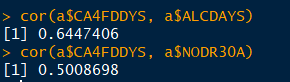 > cor(a$CA4FDDYS, a$ALCDAYS)
[1] 0.6447406
> cor(a$CA4FDDYS, a$NODR30A)
[1] 0.5008698